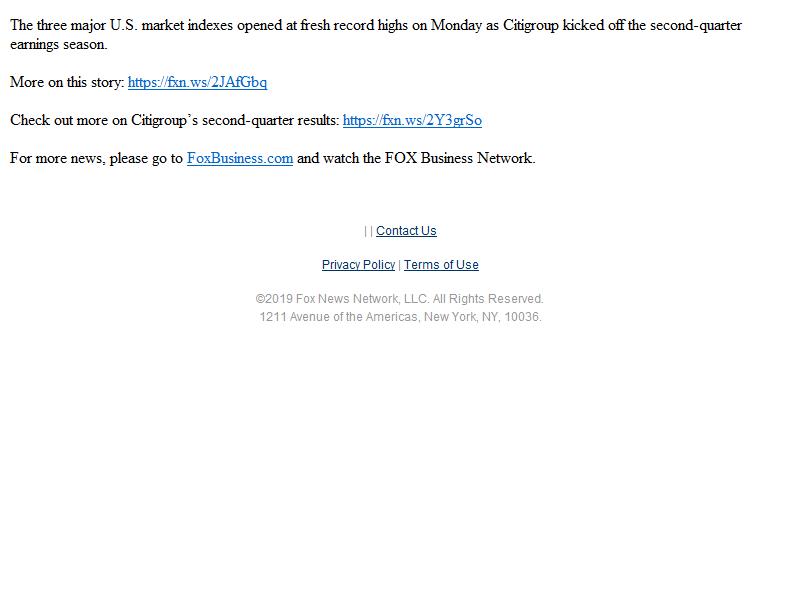 The three major U.S. market indexes opened at fresh record highs on Monday as Citigroup kicked off the second-quarter
earnings season.
More on this story: https://fxn.ws/2JAfGbq
Check out more on Citigroup’s second-quarter results: https://fxn.ws/2Y3grSo
For more news, please go to FoxBusiness.com and watch the FOX Business Network.
| | Contact Us
Privacy Policy | Terms of Use
©2019 Fox News Network, LLC. All Rights Reserved.
1211 Avenue of the Americas, New York, NY, 10036.